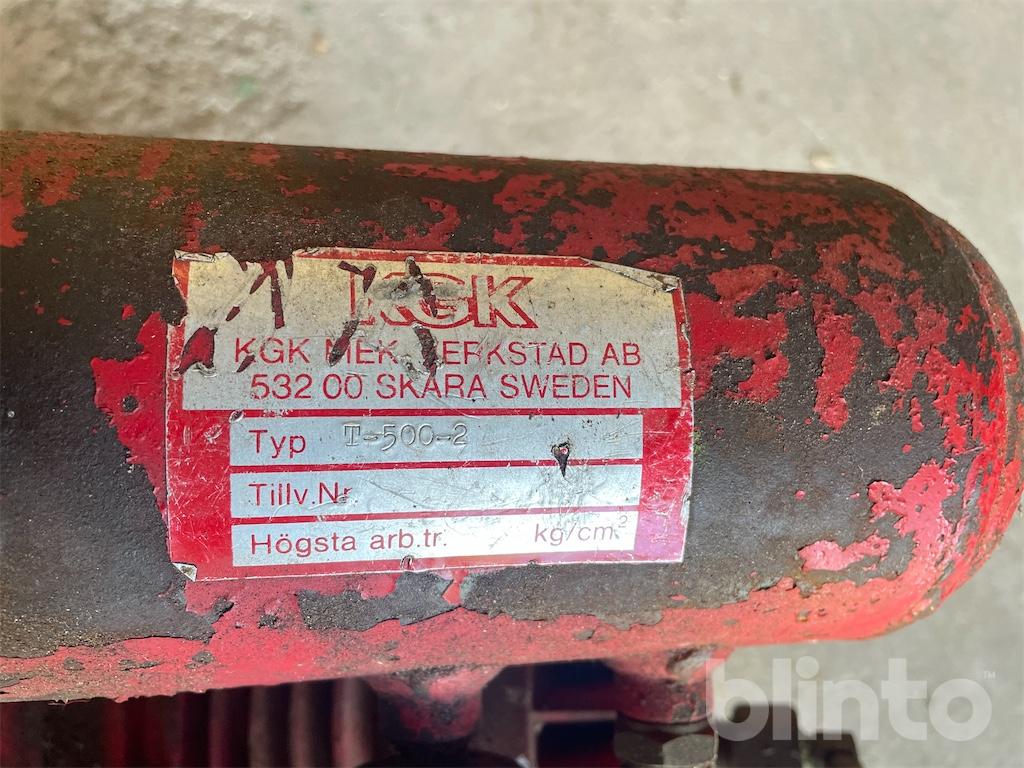 KGK
KGK MEK. VERKSTAD AB
532 00 SKARA SWEDEN
Typ T-500-2
Tillv.Nr.
Högsta arb.tr. kg/cm²
blinto™